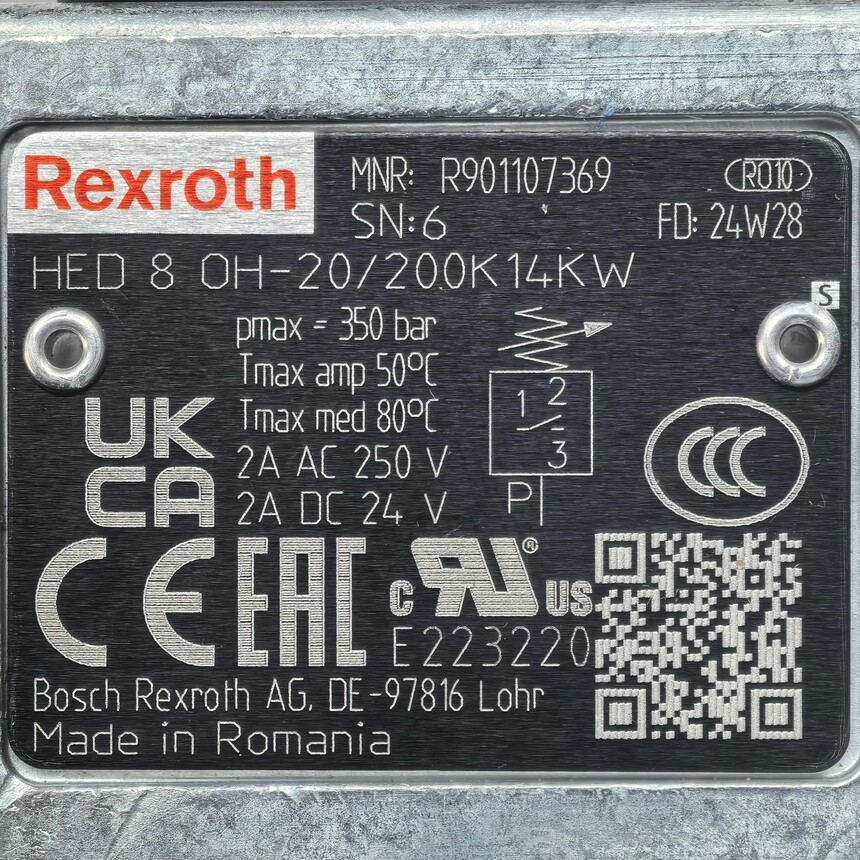 Rexroth
MNR: R901107369
RO10
SN:6
FD: 24W28
HED 8 OH-20/200K14KW
S
pmax = 350 bar
Tmax amp 50°C
Tmax med 80°C
2A AC 250 V
2A DC 24 V
1 2
3
P
UK
CA
CCC
CE EAC c RU® US
E223220
Bosch Rexroth AG, DE-97816 Lohr
Made in Romania